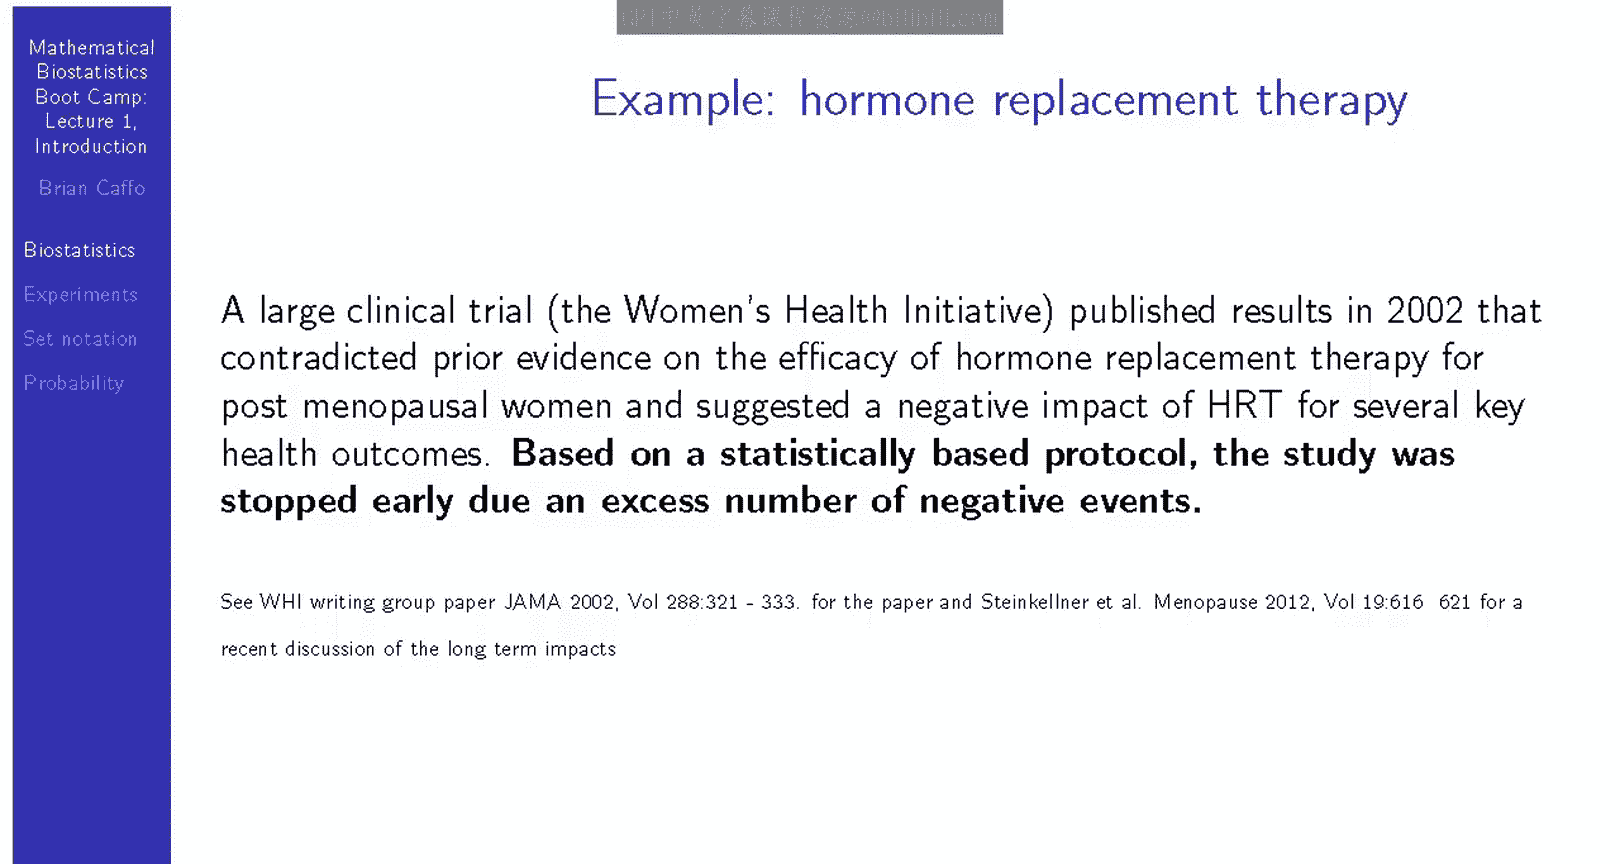 Mathematical
Biostatistics
Boot Camp:
Lecture 1,
Introduction
Brian Caffo
Biostatistics
Experiments
Set notation
Probability
Example: hormone replacement therapy
A large clinical trial (the Women's Health Initiative) published results in 2002 that
contradicted prior evidence on the efficacy of hormone replacement therapy for
post menopausal women and suggested a negative impact of HRT for several key
health outcomes. Based on a statistically based protocol, the study was
stopped early due an excess number of negative events.
See WHI writing group paper JAMA 2002, Vol 288:321 - 333. for the paper and Steinkellner et al. Menopause 2012, Vol 19:616 621 for a
recent discussion of the long term impacts